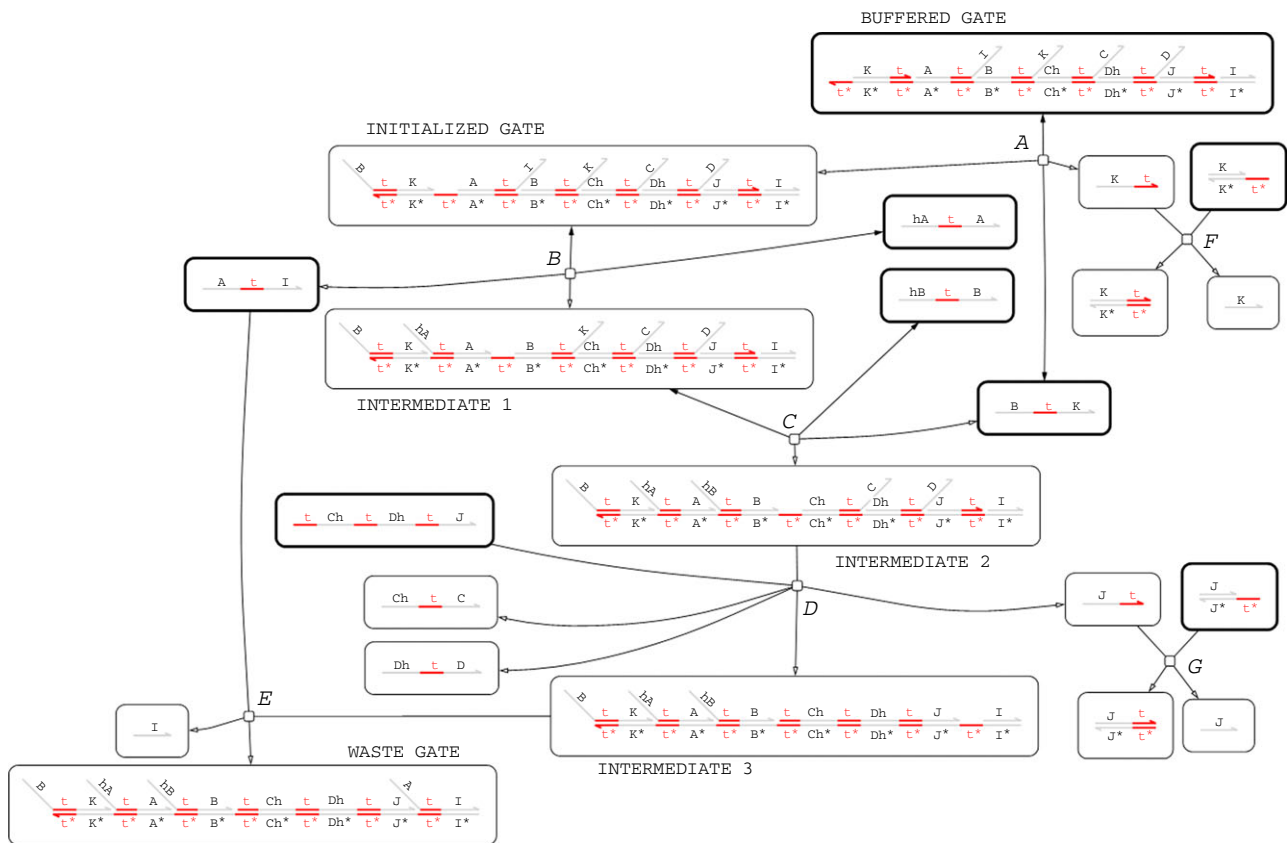 BUFFERED GATE
I K C D
K t A t B t Ch t Dh t J t I
t* K* t* A* t* B* t* Ch* t* Dh* t* J* t* I*
INITIALIZED GATE
B I K C D
t K A t B t Ch t Dh t J t I
t* K* t* A* t* B* t* Ch* t* Dh* t* J* t* I*
A
K t
K
K* t*
F
K t
K* t*
K
B
hA t A
A t I
hB t B
B hA K C D
t K t A B t Ch t Dh t J t I
t* K* t* A* t* B* t* Ch* t* Dh* t* J* t* I*
INTERMEDIATE 1
B t K
C
B hA hB C D
t K t A t B Ch t Dh t J t I
t* K* t* A* t* B* t* Ch* t* Dh* t* J* t* I*
INTERMEDIATE 2
t Ch t Dh t J
D
Ch t C
Dh t D
J t
J
J* t*
G
J t
J* t*
J
B hA hB
t K t A t B t Ch t Dh t J I
t* K* t* A* t* B* t* Ch* t* Dh* t* J* t* I*
INTERMEDIATE 3
E
I
WASTE GATE
B hA hB A
t K t A t B t Ch t Dh t J t I
t* K* t* A* t* B* t* Ch* t* Dh* t* J* t* I*